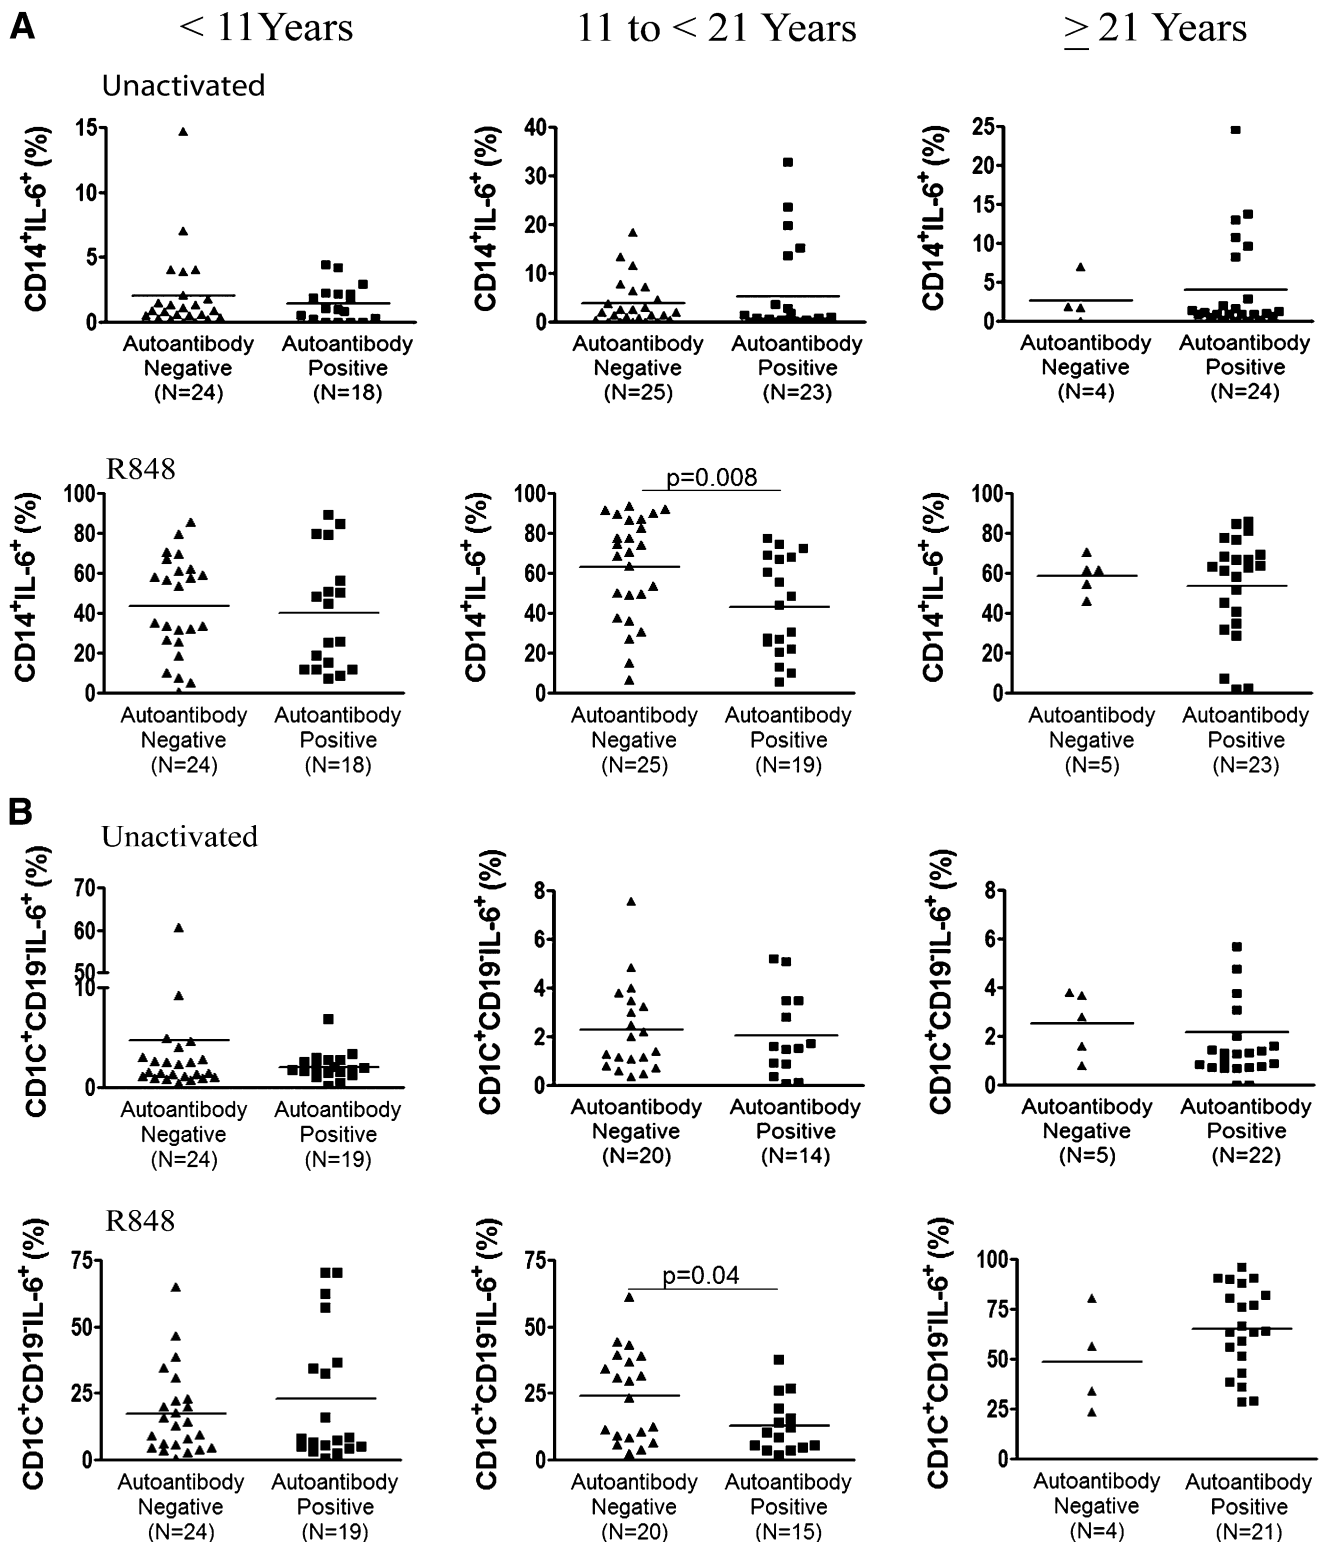 A
< 11Years
11 to < 21 Years
≥ 21 Years
Unactivated
CD14⁺IL-6⁺ (%)
15
10
5
0
Autoantibody
Negative
(N=24)
Autoantibody
Positive
(N=18)
CD14⁺IL-6⁺ (%)
40
30
20
10
0
Autoantibody
Negative
(N=25)
Autoantibody
Positive
(N=23)
CD14⁺IL-6⁺ (%)
25
20
15
10
5
0
Autoantibody
Negative
(N=4)
Autoantibody
Positive
(N=24)
R848
CD14⁺IL-6⁺ (%)
100
80
60
40
20
0
Autoantibody
Negative
(N=24)
Autoantibody
Positive
(N=18)
CD14⁺IL-6⁺ (%)
100
80
60
40
20
0
p=0.008
Autoantibody
Negative
(N=25)
Autoantibody
Positive
(N=19)
CD14⁺IL-6⁺ (%)
100
80
60
40
20
0
Autoantibody
Negative
(N=5)
Autoantibody
Positive
(N=23)
B
Unactivated
CD1C⁺CD19⁻IL-6⁺ (%)
70
60
50
10
0
Autoantibody
Negative
(N=24)
Autoantibody
Positive
(N=19)
CD1C⁺CD19⁻IL-6⁺ (%)
8
6
4
2
0
Autoantibody
Negative
(N=20)
Autoantibody
Positive
(N=14)
CD1C⁺CD19⁻IL-6⁺ (%)
8
6
4
2
0
Autoantibody
Negative
(N=5)
Autoantibody
Positive
(N=22)
R848
CD1C⁺CD19⁻IL-6⁺ (%)
75
50
25
0
Autoantibody
Negative
(N=24)
Autoantibody
Positive
(N=19)
CD1C⁺CD19⁻IL-6⁺ (%)
75
50
25
0
p=0.04
Autoantibody
Negative
(N=20)
Autoantibody
Positive
(N=15)
CD1C⁺CD19⁻IL-6⁺ (%)
100
75
50
25
0
Autoantibody
Negative
(N=4)
Autoantibody
Positive
(N=21)